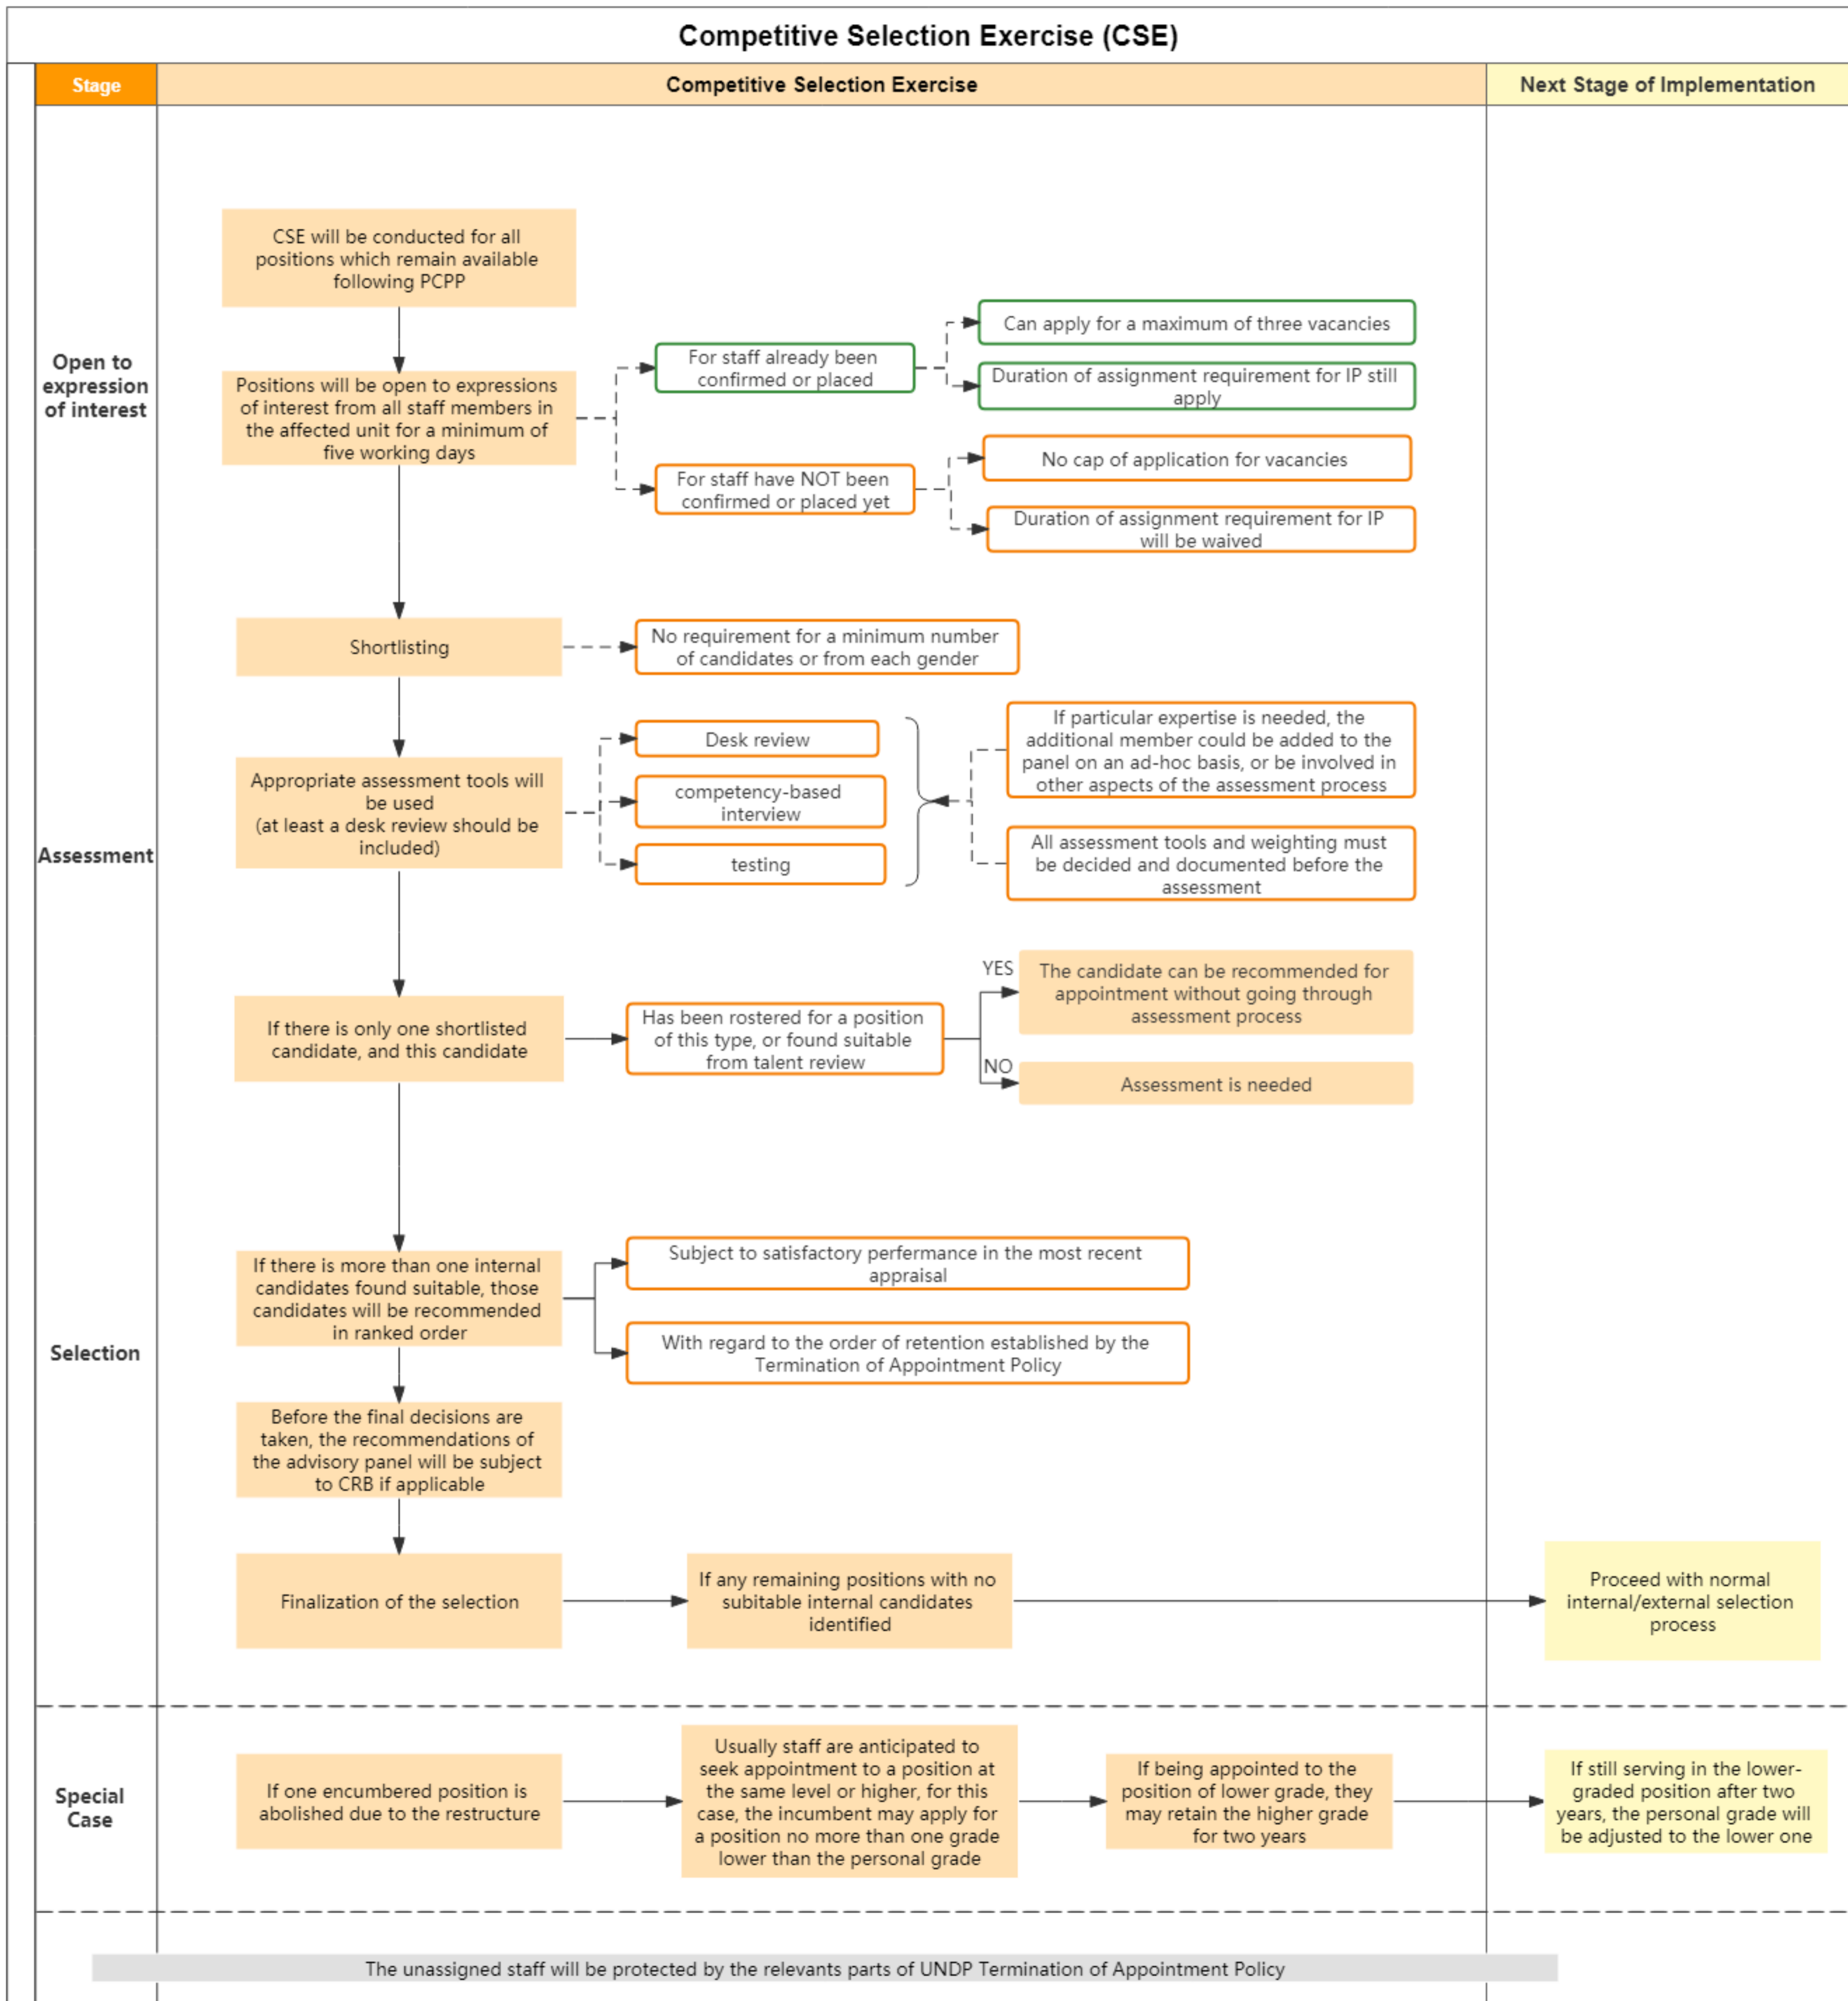 Competitive Selection Exercise (CSE)
Stage
Competitive Selection Exercise
Next Stage of Implementation
Open to
expression
of interest
CSE will be conducted for all
positions which remain available
following PCPP
Positions will be open to expressions
of interest from all staff members in
the affected unit for a minimum of
five working days
For staff already been
confirmed or placed
Can apply for a maximum of three vacancies
Duration of assignment requirement for IP still
apply
For staff have NOT been
confirmed or placed yet
No cap of application for vacancies
Duration of assignment requirement for IP
will be waived
Assessment
Shortlisting
No requirement for a minimum number
of candidates or from each gender
Appropriate assessment tools will
be used
(at least a desk review should be
included)
Desk review
competency-based
interview
testing
If particular expertise is needed, the
additional member could be added to the
panel on an ad-hoc basis, or be involved in
other aspects of the assessment process
All assessment tools and weighting must
be decided and documented before the
assessment
If there is only one shortlisted
candidate, and this candidate
Has been rostered for a position
of this type, or found suitable
from talent review
YES
The candidate can be recommended for
appointment without going through
assessment process
NO
Assessment is needed
Selection
If there is more than one internal
candidates found suitable, those
candidates will be recommended
in ranked order
Subject to satisfactory perfermance in the most recent
appraisal
With regard to the order of retention established by the
Termination of Appointment Policy
Before the final decisions are
taken, the recommendations of
the advisory panel will be subject
to CRB if applicable
Finalization of the selection
If any remaining positions with no
subitable internal candidates
identified
Proceed with normal
internal/external selection
process
Special
Case
If one encumbered position is
abolished due to the restructure
Usually staff are anticipated to
seek appointment to a position at
the same level or higher, for this
case, the incumbent may apply for
a position no more than one grade
lower than the personal grade
If being appointed to the
position of lower grade, they
may retain the higher grade
for two years
If still serving in the lower-
graded position after two
years, the personal grade will
be adjusted to the lower one
The unassigned staff will be protected by the relevants parts of UNDP Termination of Appointment Policy